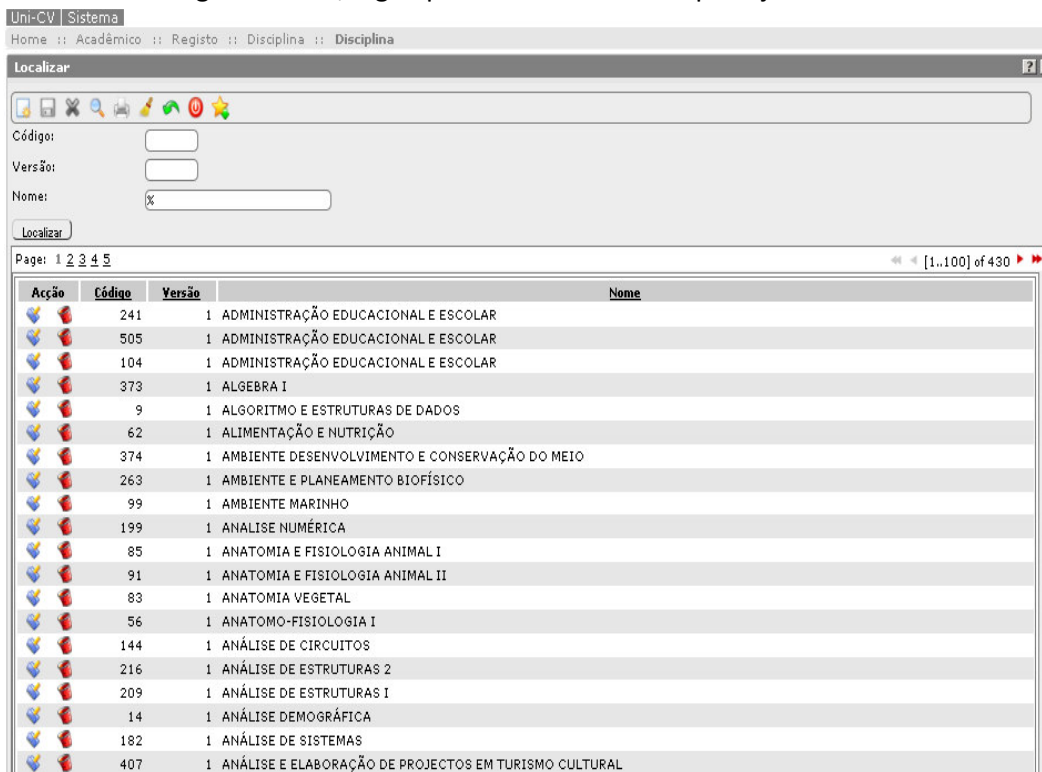 Uni-CV | Sistema
Home :: Acadêmico :: Registo :: Disciplina :: Disciplina
Localizar
Código:
Versão:
Nome: %
Localizar
Page: 1 2 3 4 5 [1..100] of 430
Acção Código Versão Nome
241 1 ADMINISTRAÇÃO EDUCACIONAL E ESCOLAR
505 1 ADMINISTRAÇÃO EDUCACIONAL E ESCOLAR
104 1 ADMINISTRAÇÃO EDUCACIONAL E ESCOLAR
373 1 ALGEBRA I
9 1 ALGORITMO E ESTRUTURAS DE DADOS
62 1 ALIMENTAÇÃO E NUTRIÇÃO
374 1 AMBIENTE DESENVOLVIMENTO E CONSERVAÇÃO DO MEIO
263 1 AMBIENTE E PLANEAMENTO BIOFÍSICO
99 1 AMBIENTE MARINHO
199 1 ANALISE NUMÉRICA
85 1 ANATOMIA E FISIOLOGIA ANIMAL I
91 1 ANATOMIA E FISIOLOGIA ANIMAL II
83 1 ANATOMIA VEGETAL
56 1 ANATOMO-FISIOLOGIA I
144 1 ANÁLISE DE CIRCUITOS
216 1 ANÁLISE DE ESTRUTURAS 2
209 1 ANÁLISE DE ESTRUTURAS I
14 1 ANÁLISE DEMOGRÁFICA
182 1 ANÁLISE DE SISTEMAS
407 1 ANÁLISE E ELABORAÇÃO DE PROJECTOS EM TURISMO CULTURAL